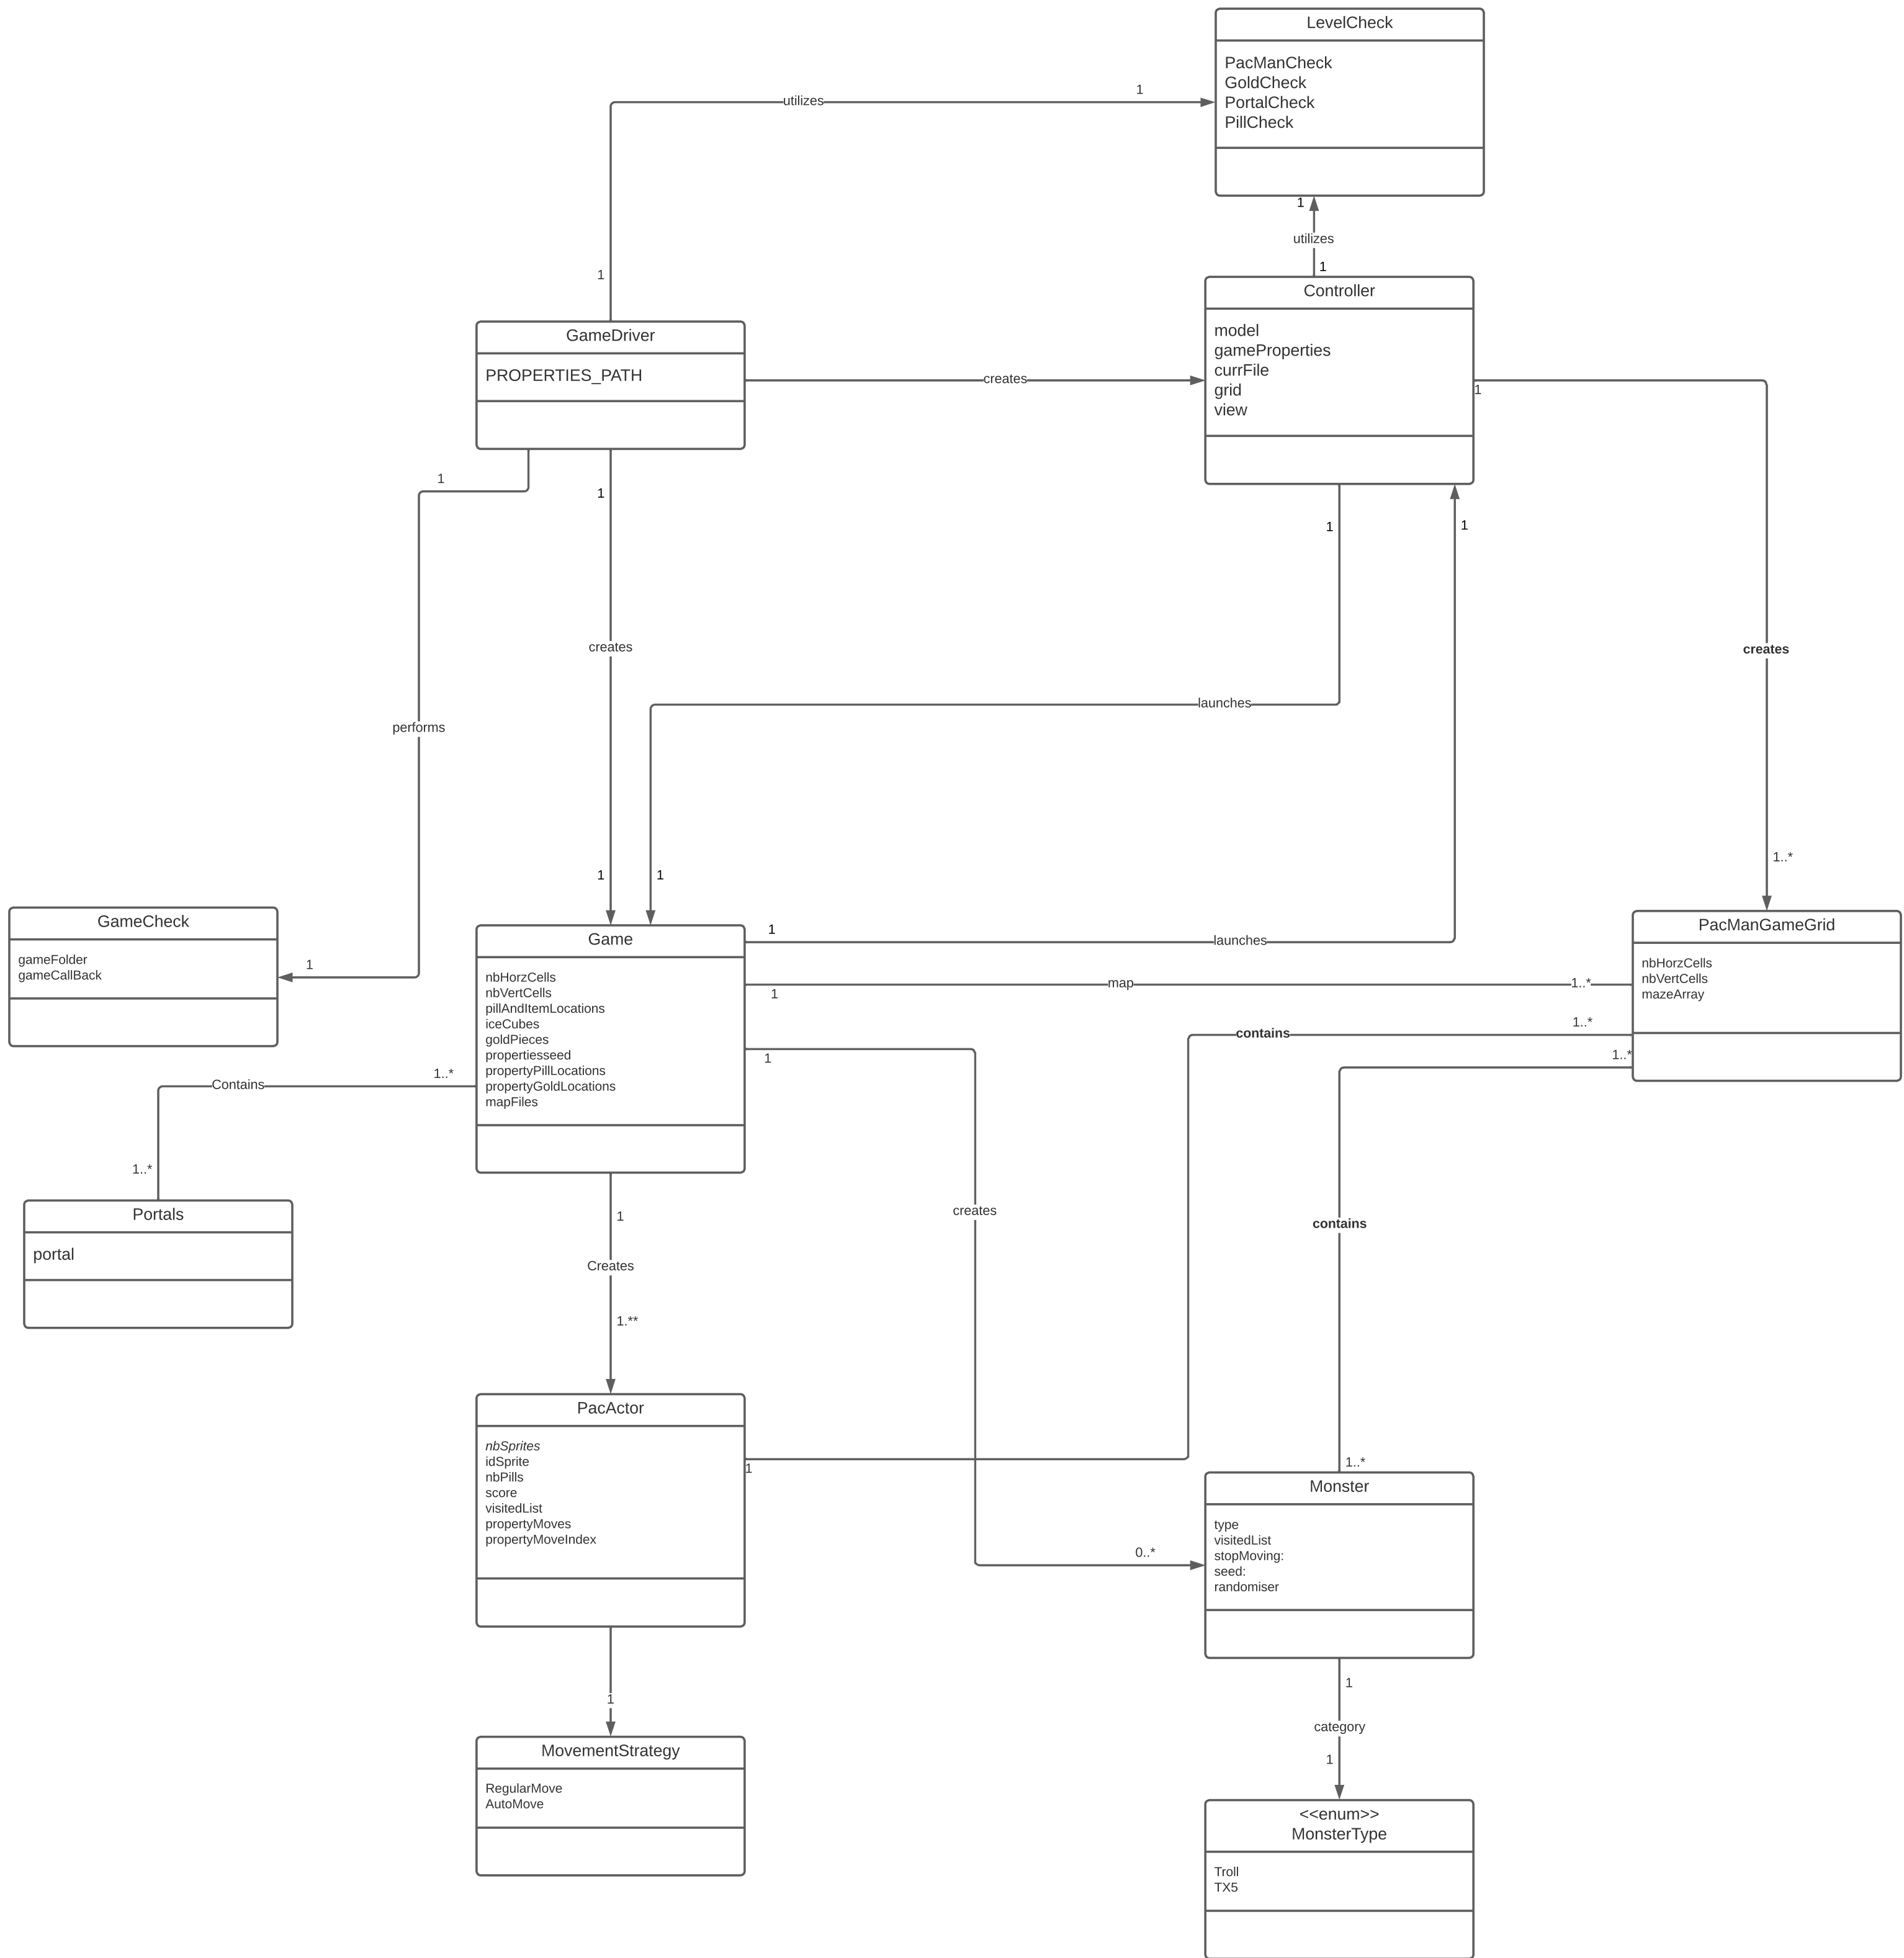 LevelCheck
PacManCheck
GoldCheck
PortalCheck
PillCheck
utilizes
1
1
1
utilizes
1
GameDriver
PROPERTIES_PATH
creates
Controller
model
gameProperties
currFile
grid
view
1
1
1
1
1
creates
creates
performs
launches
1..*
1
1
GameCheck
gameFolder
gameCallBack
1
Game
nbHorzCells
nbVertCells
pillAndItemLocations
iceCubes
goldPieces
propertiesseed
propertyPillLocations
propertyGoldLocations
mapFiles
1
launches
1
map
1..*
PacManGameGrid
nbHorzCells
nbVertCells
mazeArray
contains
1..*
1
1..*
Contains
1..*
1..*
Portals
portal
1
creates
contains
Creates
1.**
PacActor
nbSprites
idSprite
nbPills
score
visitedList
propertyMoves
propertyMoveIndex
1
1..*
Monster
type
visitedList
stopMoving:
seed:
randomiser
0..*
1
MovementStrategy
RegularMove
AutoMove
1
category
1
<<enum>>
MonsterType
Troll
TX5